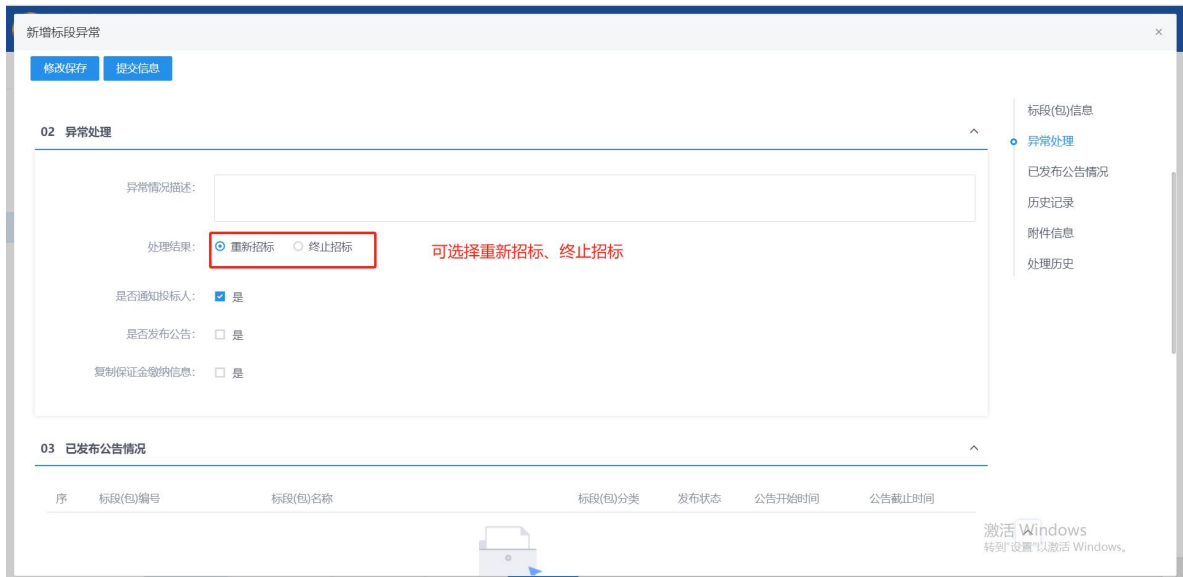 新增标段异常
修改保存 提交信息
标段(包)信息
02 异常处理
异常处理
已发布公告情况
异常情况描述:
历史记录
附件信息
处理结果: 重新招标 终止招标 可选择重新招标、终止招标
处理历史
是否通知投标人: 是
是否发布公告: 是
复制保证金缴纳信息: 是
03 已发布公告情况
序 标段(包)编号 标段(包)名称 标段(包)分类 发布状态 公告开始时间 公告截止时间
激活 Windows
转到"设置"以激活 Windows。